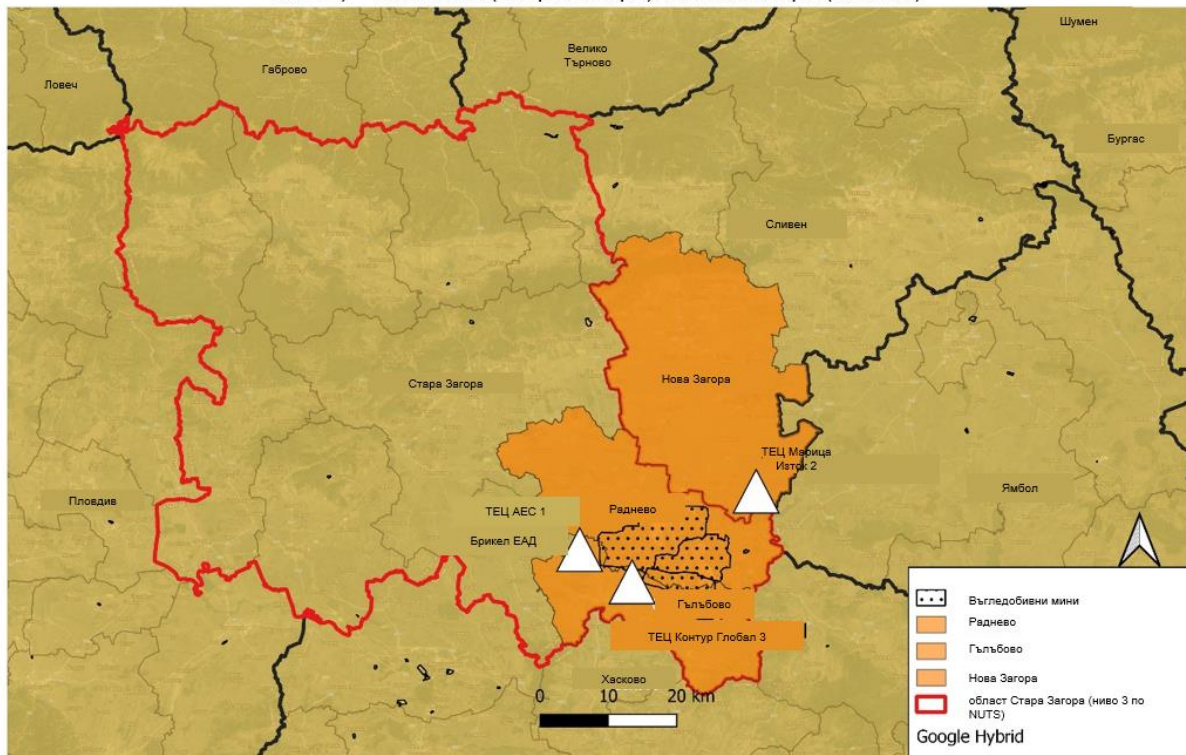 Шумен
Велико
Търново
Габрово
Ловеч
Бургас
Сливен
Нова Загора
Стара Загора
ТЕЦ Марица
Изток 2
Ямбол
Пловдив
Раднево
ТЕЦ АЕС 1
Брикел ЕАД
Гълъбово
ТЕЦ Контур Глобал 3
Хасково
0 10 20 km
Въгледобивни мини
Раднево
Гълъбово
Нова Загора
област Стара Загора (ниво 3 по
NUTS)
Google Hybrid